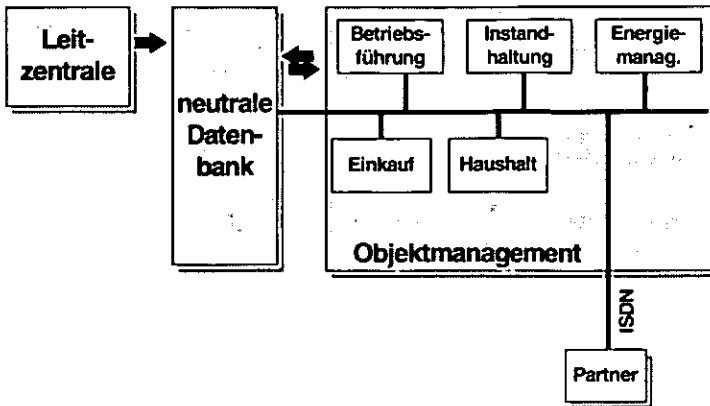 Leit-
zentrale
neutrale
Daten-
bank
Betriebs-
führung
Instand-
haltung
Energie-
manag.
Einkauf
Haushalt
Objektmanagement
ISDN
Partner